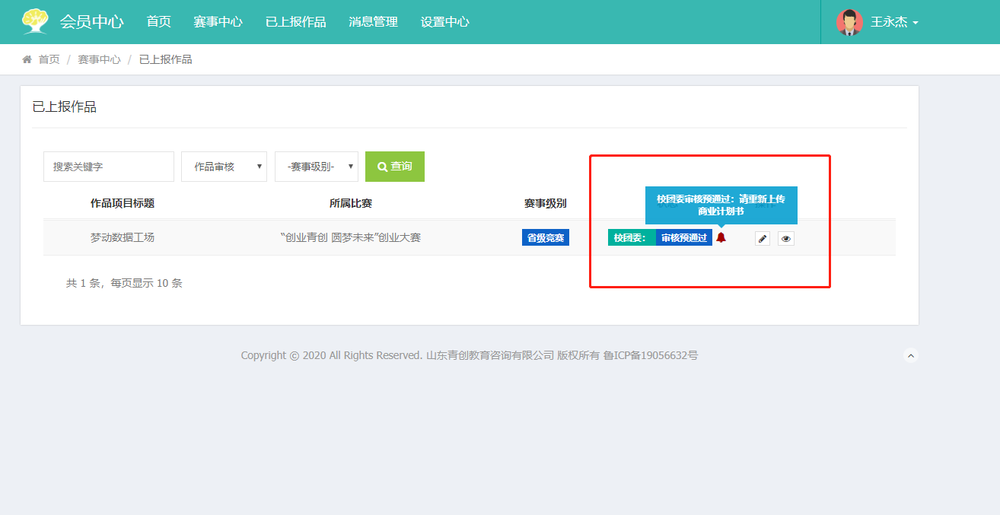 会员中心 首页 赛事中心 已上报作品 消息管理 设置中心 王永杰
首页 / 赛事中心 / 已上报作品
已上报作品
搜索关键字 作品审核 -赛事级别- 查询
作品项目标题 所属比赛 赛事级别
校团委审核预通过：请重新上传
商业计划书
梦动数据工场 “创业青创 圆梦未来”创业大赛 省级竞赛 校团委： 审核预通过
共 1 条，每页显示 10 条
Copyright © 2020 All Rights Reserved. 山东青创教育咨询有限公司 版权所有 鲁ICP备19056632号